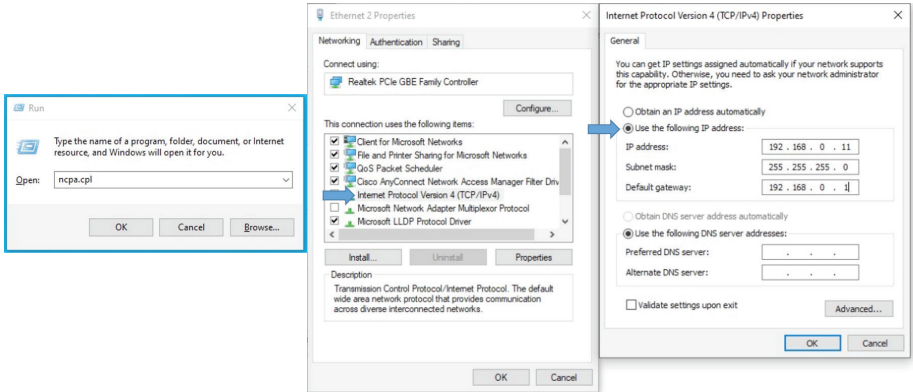 Run
Type the name of a program, folder, document, or Internet
resource, and Windows will open it for you.
Open: ncpa.cpl
OK Cancel Browse...
Ethernet 2 Properties
Networking Authentication Sharing
Connect using:
Realtek PCIe GBE Family Controller
Configure...
This connection uses the following items:
Client for Microsoft Networks
File and Printer Sharing for Microsoft Networks
QoS Packet Scheduler
Cisco AnyConnect Network Access Manager Filter Driv
Internet Protocol Version 4 (TCP/IPv4)
Microsoft Network Adapter Multiplexor Protocol
Microsoft LLDP Protocol Driver
Install... Uninstall Properties
Description
Transmission Control Protocol/Internet Protocol. The default
wide area network protocol that provides communication
across diverse interconnected networks.
OK Cancel
Internet Protocol Version 4 (TCP/IPv4) Properties
General
You can get IP settings assigned automatically if your network supports
this capability. Otherwise, you need to ask your network administrator
for the appropriate IP settings.
Obtain an IP address automatically
Use the following IP address:
IP address: 192 . 168 . 0 . 11
Subnet mask: 255 . 255 . 255 . 0
Default gateway: 192 . 168 . 0 . 1
Obtain DNS server address automatically
Use the following DNS server addresses:
Preferred DNS server: . . .
Alternate DNS server: . . .
Validate settings upon exit
Advanced...
OK Cancel